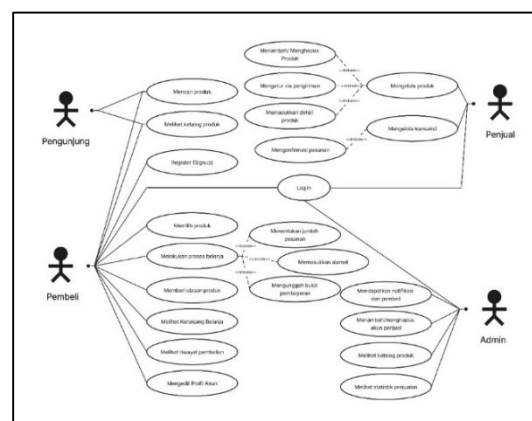 Menambah/ Menghapus
Produk
Mencari produk
Mengatur via pengiriman
Mengelola produk
Melihat katalog produk
Memasukkan detail
produk
Pengunjung
Penjual
Mengelola transaksi
Mengonfirmasi pesanan
Register (Signup)
Log in
Memilih produk
Menentukan jumlah
pesanan
Melakukan proses belanja
Memasukkan alamat
Pembeli
Memberi ulasan produk
Mengunggah bukti
pembayaran
Mendapatkan notifikasi
dari pembeli
Melihat Keranjang Belanja
Menambah/menghapus
akun penjual
Admin
Melihat riwayat pembelian
Melihat katalog produk
Mengedit Profil Akun
Melihat statistik penjualan